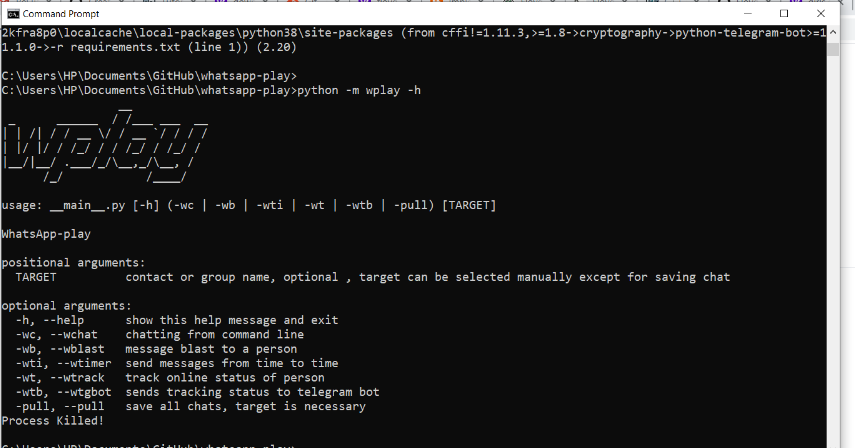 Command Prompt
2kfra8p0\localcache\local-packages\python38\site-packages (from cffi!=1.11.3,>=1.8->cryptography->python-telegram-bot>=1
1.1.0->-r requirements.txt (line 1)) (2.20)
C:\Users\HP\Documents\GitHub\whatsapp-play>
C:\Users\HP\Documents\GitHub\whatsapp-play>python -m wplay -h
wplay
usage: __main__.py [-h] (-wc | -wb | -wti | -wt | -wtb | -pull) [TARGET]
WhatsApp-play
positional arguments:
TARGET contact or group name, optional , target can be selected manually except for saving chat
optional arguments:
-h, --help show this help message and exit
-wc, --wchat chatting from command line
-wb, --wblast message blast to a person
-wti, --wtimer send messages from time to time
-wt, --wtrack track online status of person
-wtb, --wtgbot sends tracking status to telegram bot
-pull, --pull save all chats, target is necessary
Process Killed!